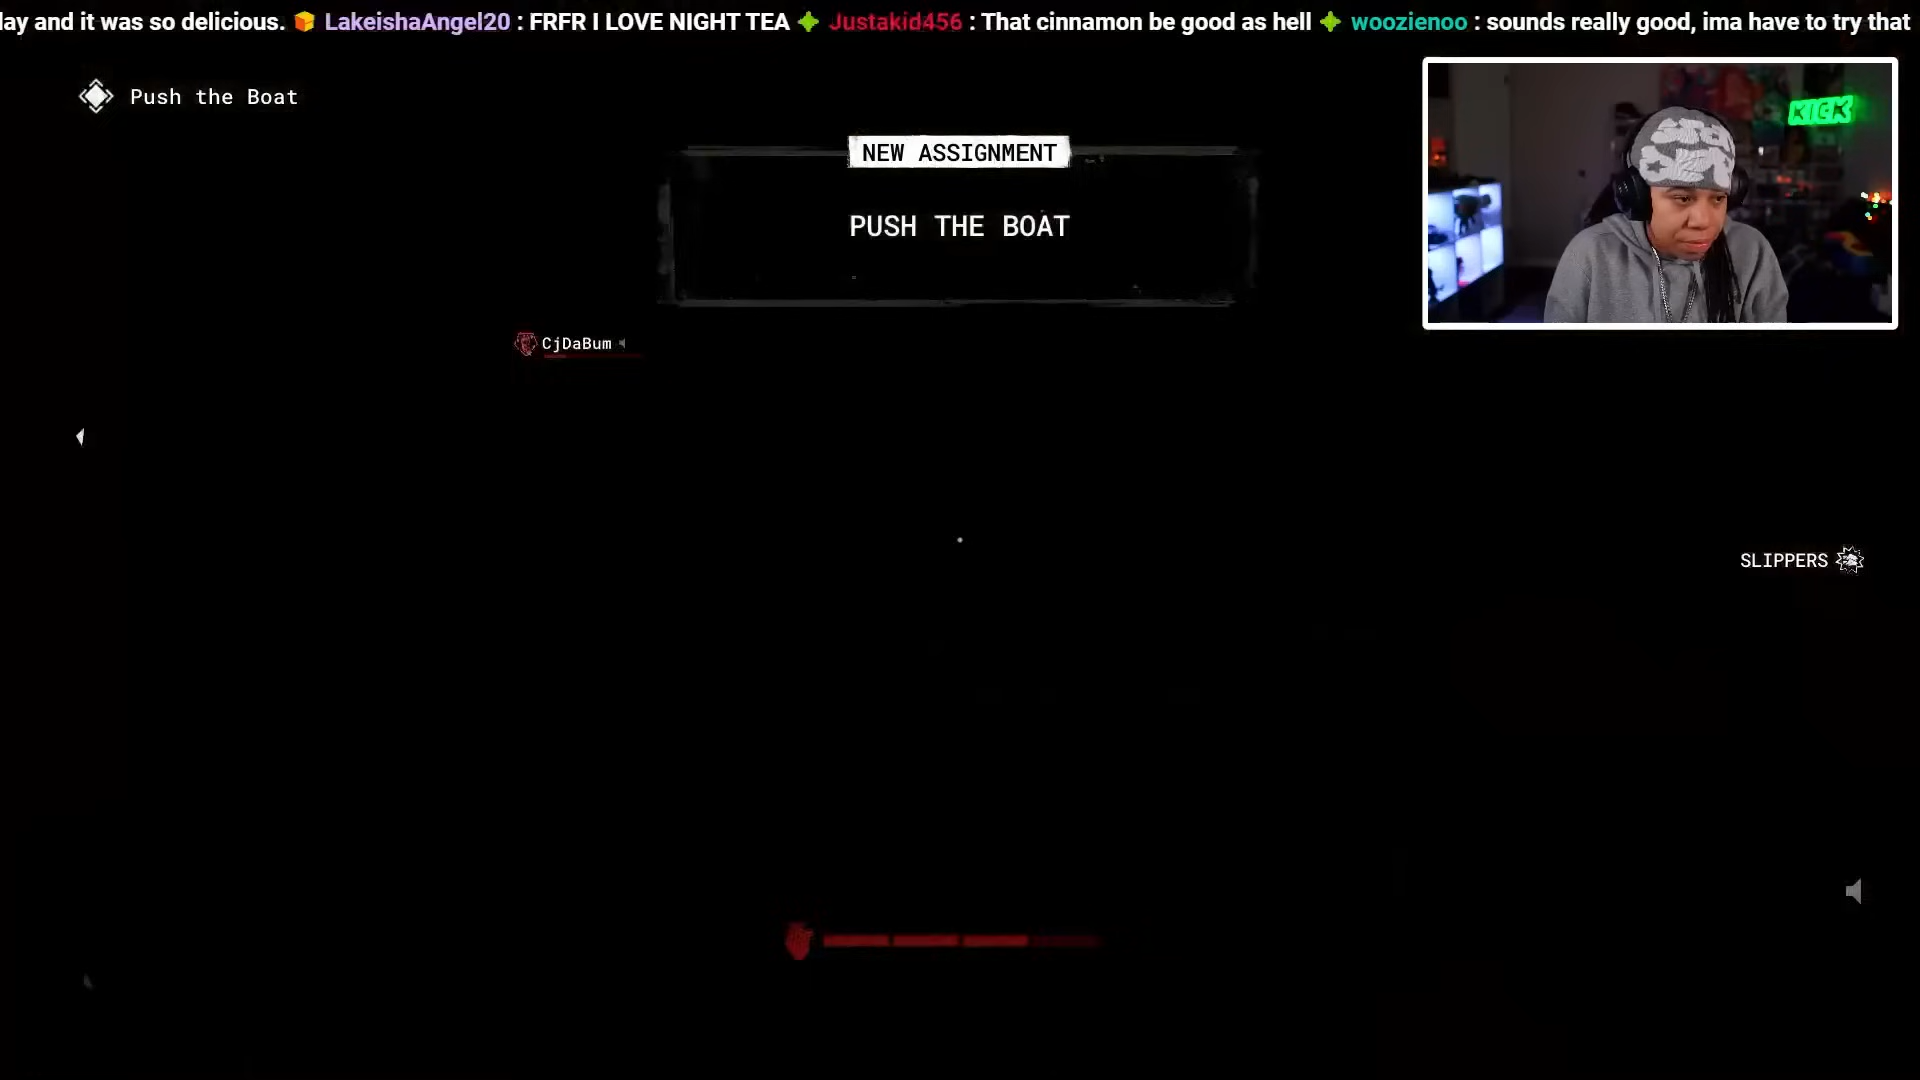 lay and it was so delicious. LakeishaAngel20 : FRFR I LOVE NIGHT TEA Justakid456 : That cinnamon be good as hell woozienoo : sounds really good, ima have to try that
Push the Boat
KICK
NEW ASSIGNMENT
PUSH THE BOAT
CjDaBum
SLIPPERS